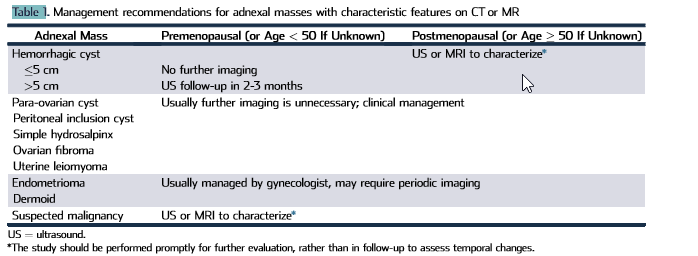 Table 1. Management recommendations for adnexal masses with characteristic features on CT or MR
Adnexal Mass Premenopausal (or Age < 50 If Unknown) Postmenopausal (or Age > 50 If Unknown)
Hemorrhagic cyst US or MRI to characterize*
≤5 cm No further imaging
>5 cm US follow-up in 2-3 months
Para-ovarian cyst Usually further imaging is unnecessary; clinical management
Peritoneal inclusion cyst
Simple hydrosalpinx
Ovarian fibroma
Uterine leiomyoma
Endometrioma Usually managed by gynecologist, may require periodic imaging
Dermoid
Suspected malignancy US or MRI to characterize*
US = ultrasound.
*The study should be performed promptly for further evaluation, rather than in follow-up to assess temporal changes.